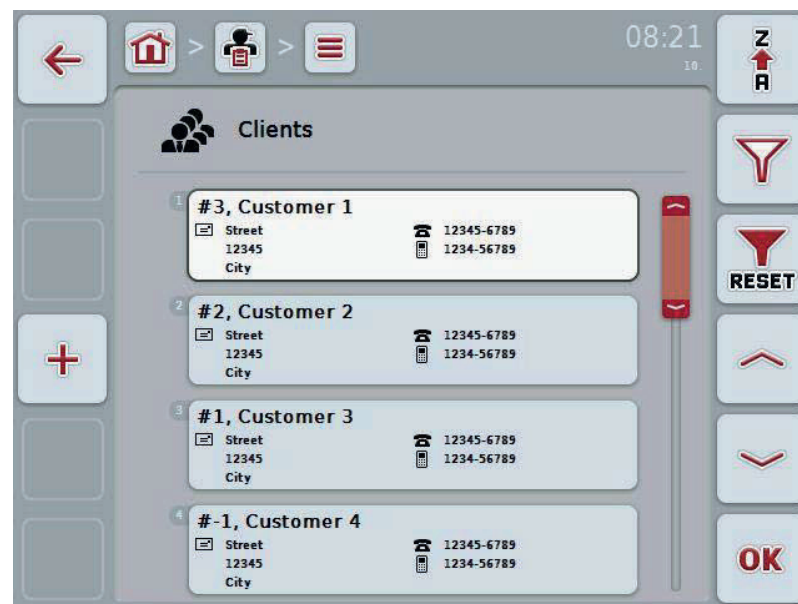 > > 08:21
10.
Z
A
Clients
1
#3, Customer 1
Street 12345-6789
12345 1234-56789
City
RESET
2
#2, Customer 2
Street 12345-6789
12345 1234-56789
City
3
#1, Customer 3
Street 12345-6789
12345 1234-56789
City
4
#-1, Customer 4
Street 12345-6789
12345 1234-56789
City
OK